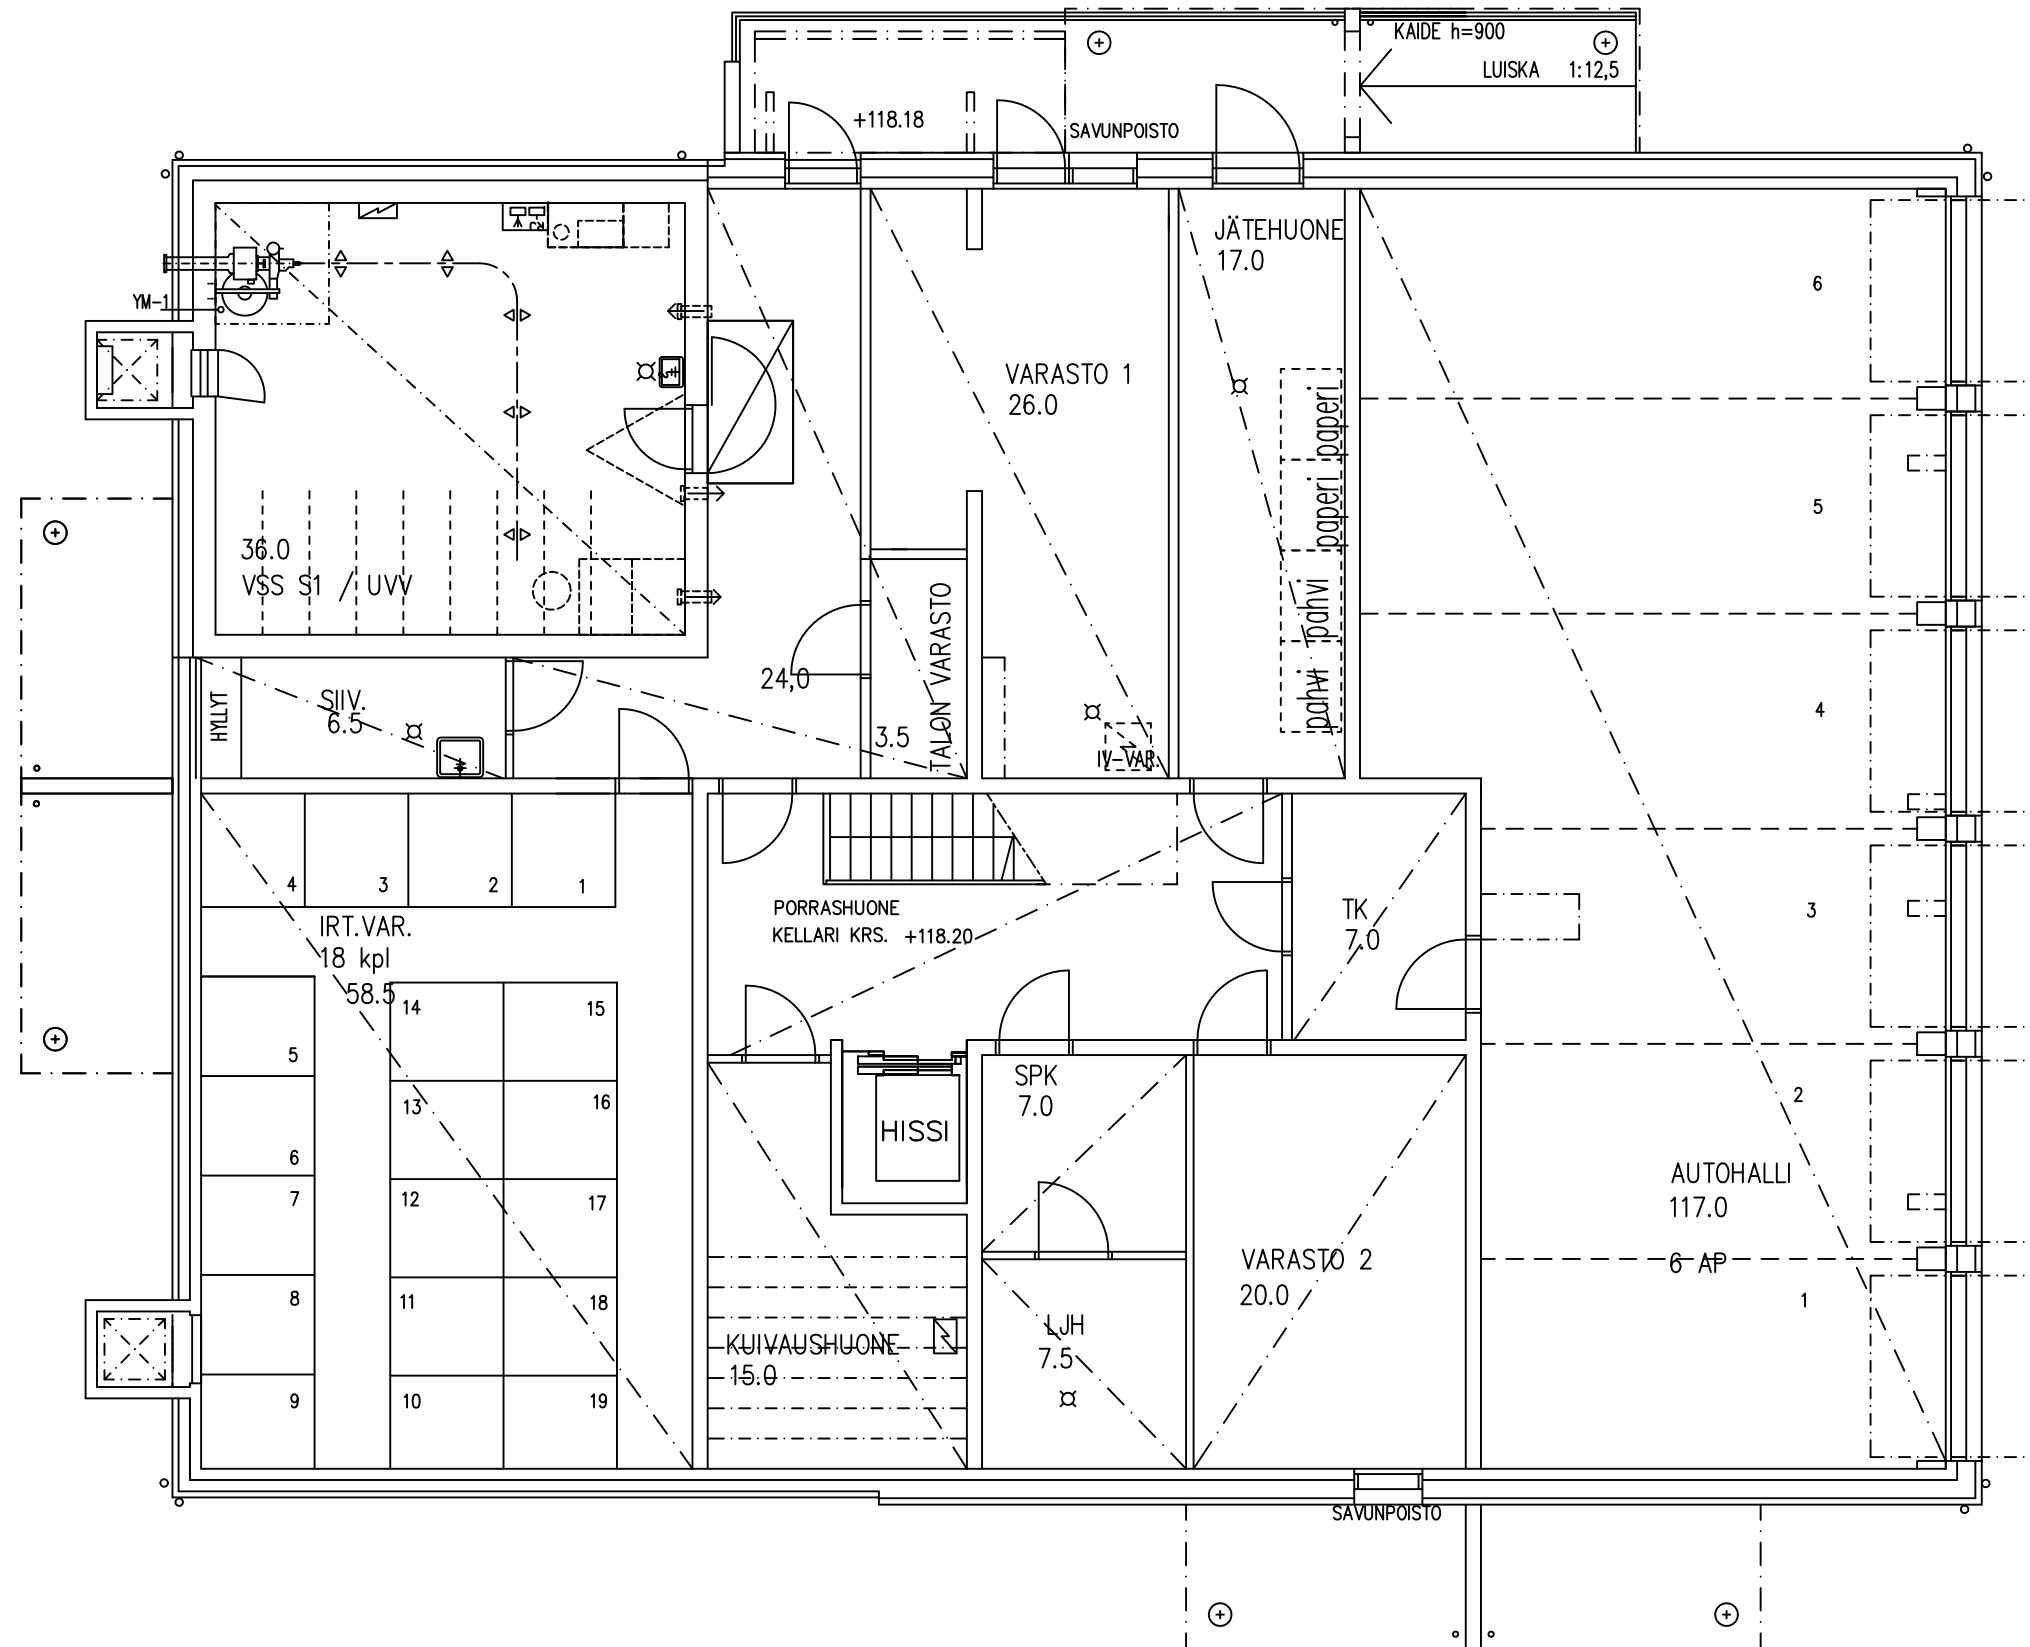 KAIDE h=900
LUISKA 1:12,5
+118.18
SAVUNPOISTO
JÄTEHUONE
17.0
6
YM-1
VARASTO 1
26.0
paperi
paperi
pahvi
pahvi
5
36.0
VSS S1 / UVV
TALON VARASTO
3.5
24,0
HYLLYT
SIIV.
6.5
IV-VAR.
4
4
3
2
1
PORRASHUONE
KELLARI KRS. +118.20
TK
7.0
3
IRT.VAR.
18 kpl
58.5
14
15
5
13
16
SPK
7.0
2
HISSI
6
7
12
17
AUTOHALLI
117.0
6 AP
VARASTO 2
20.0
8
11
18
1
KUIVAUSHUONE
15.0
LJH
7.5
9
10
19
SAVUNPOISTO